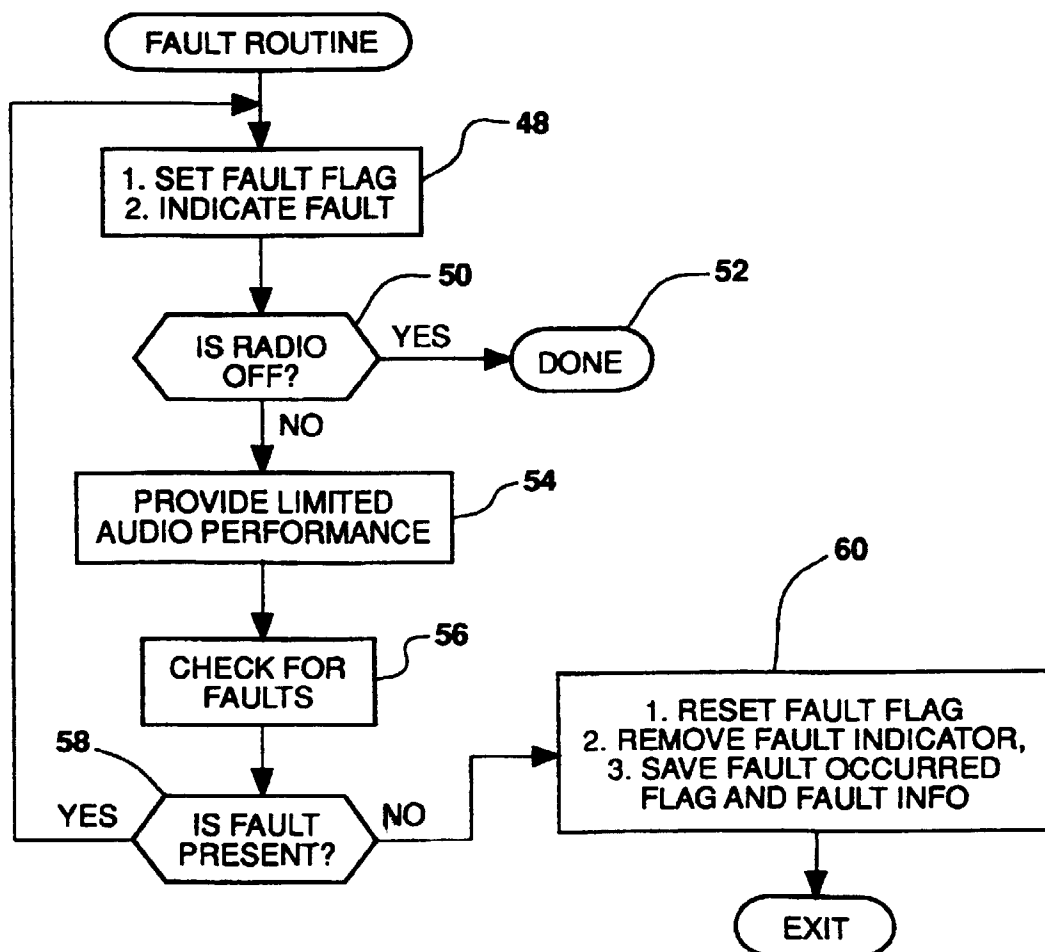 FAULT ROUTINE
48
1. SET FAULT FLAG
2. INDICATE FAULT
50
52
IS RADIO
OFF?
YES
DONE
NO
54
PROVIDE LIMITED
AUDIO PERFORMANCE
56
CHECK FOR
FAULTS
58
YES
IS FAULT
PRESENT?
NO
60
1. RESET FAULT FLAG
2. REMOVE FAULT INDICATOR,
3. SAVE FAULT OCCURRED
FLAG AND FAULT INFO
EXIT